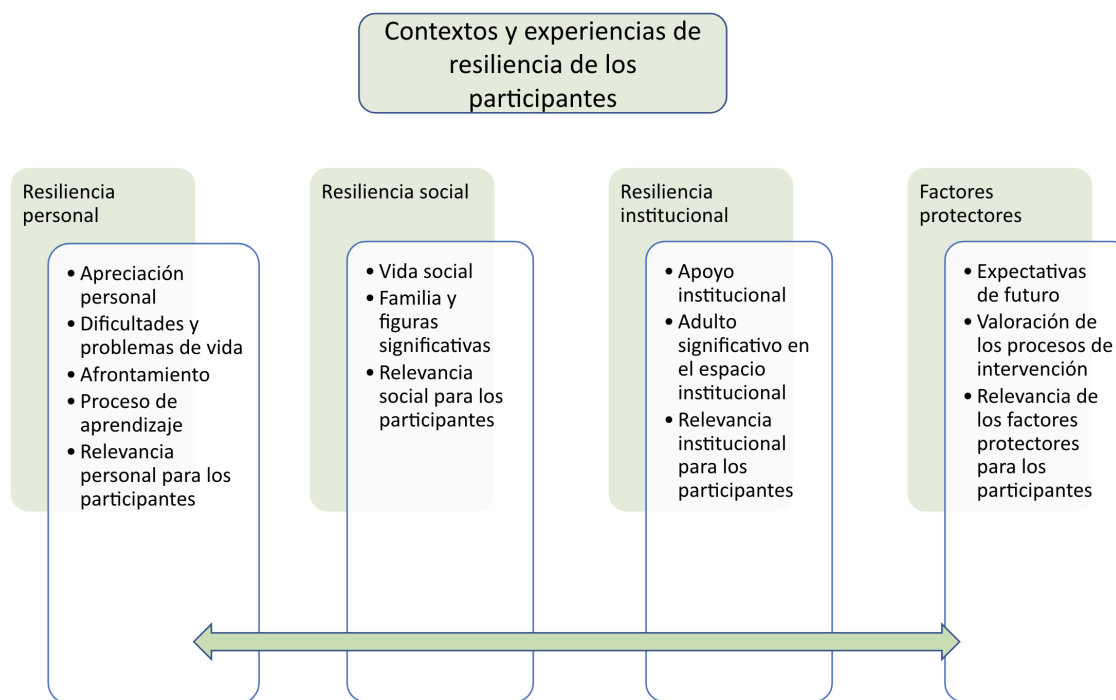 Contextos y experiencias de
resiliencia de los
participantes
Resiliencia
personal
• Apreciación
personal
• Dificultades y
problemas de vida
• Afrontamiento
• Proceso de
aprendizaje
• Relevancia
personal para los
participantes
Resiliencia social
• Vida social
• Familia y
figuras
significativas
• Relevancia
social para los
participantes
Resiliencia
institucional
• Apoyo
institucional
• Adulto
significativo en
el espacio
institucional
• Relevancia
institucional
para los
participantes
Factores
protectores
• Expectativas
de futuro
• Valoración de
los procesos de
intervención
• Relevancia de
los factores
protectores
para los
participantes